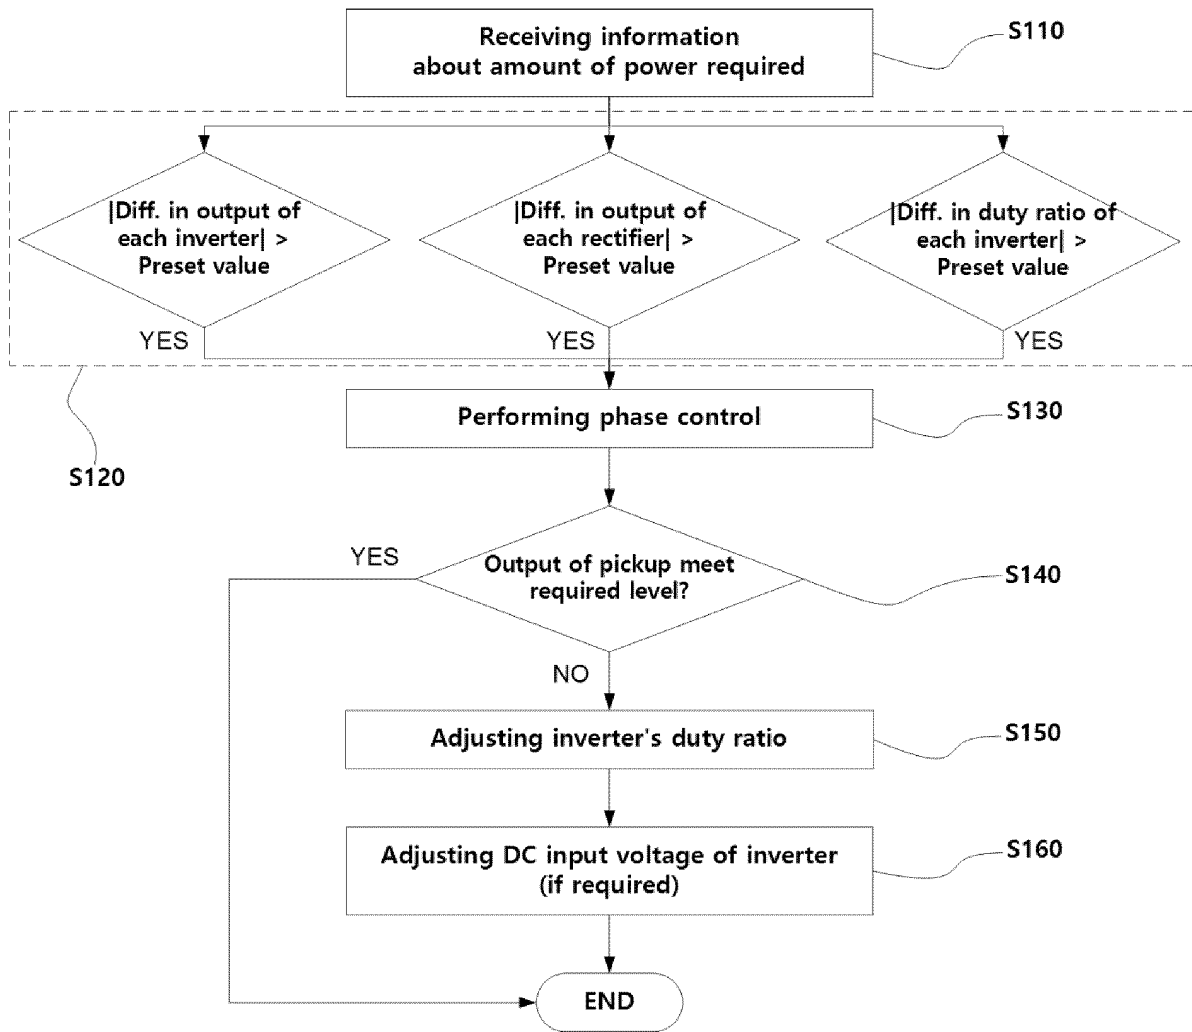 Receiving information
about amount of power required
S110
|Diff. in output of
each inverter| >
Preset value
|Diff. in output of
each rectifier| >
Preset value
|Diff. in duty ratio of
each inverter| >
Preset value
YES
YES
YES
S120
Performing phase control
S130
YES
Output of pickup meet
required level?
S140
NO
Adjusting inverter's duty ratio
S150
Adjusting DC input voltage of inverter
(if required)
S160
END